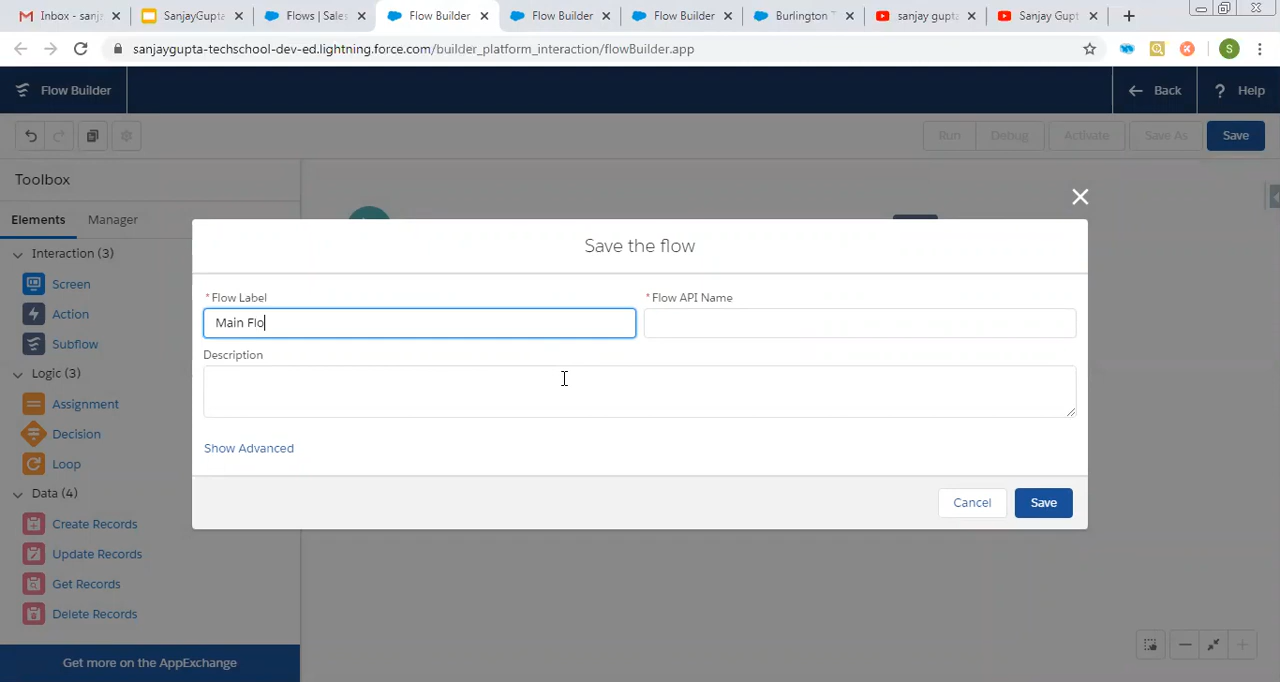 Inbox - sanj
SanjayGupta
Flows | Sales
Flow Builder
Flow Builder
Flow Builder
Burlington T
sanjay gupta
Sanjay Gupt
sanjaygupta-techschool-dev-ed.lightning.force.com/builder_platform_interaction/flowBuilder.app
S
Flow Builder
Back
? Help
Run
Debug
Activate
Save As
Save
Toolbox
Elements
Manager
Interaction (3)
Screen
Action
Subflow
Logic (3)
Assignment
Decision
Loop
Data (4)
Create Records
Update Records
Get Records
Delete Records
Get more on the AppExchange
Save the flow
* Flow Label
* Flow API Name
Main Flo
Description
Show Advanced
Cancel
Save